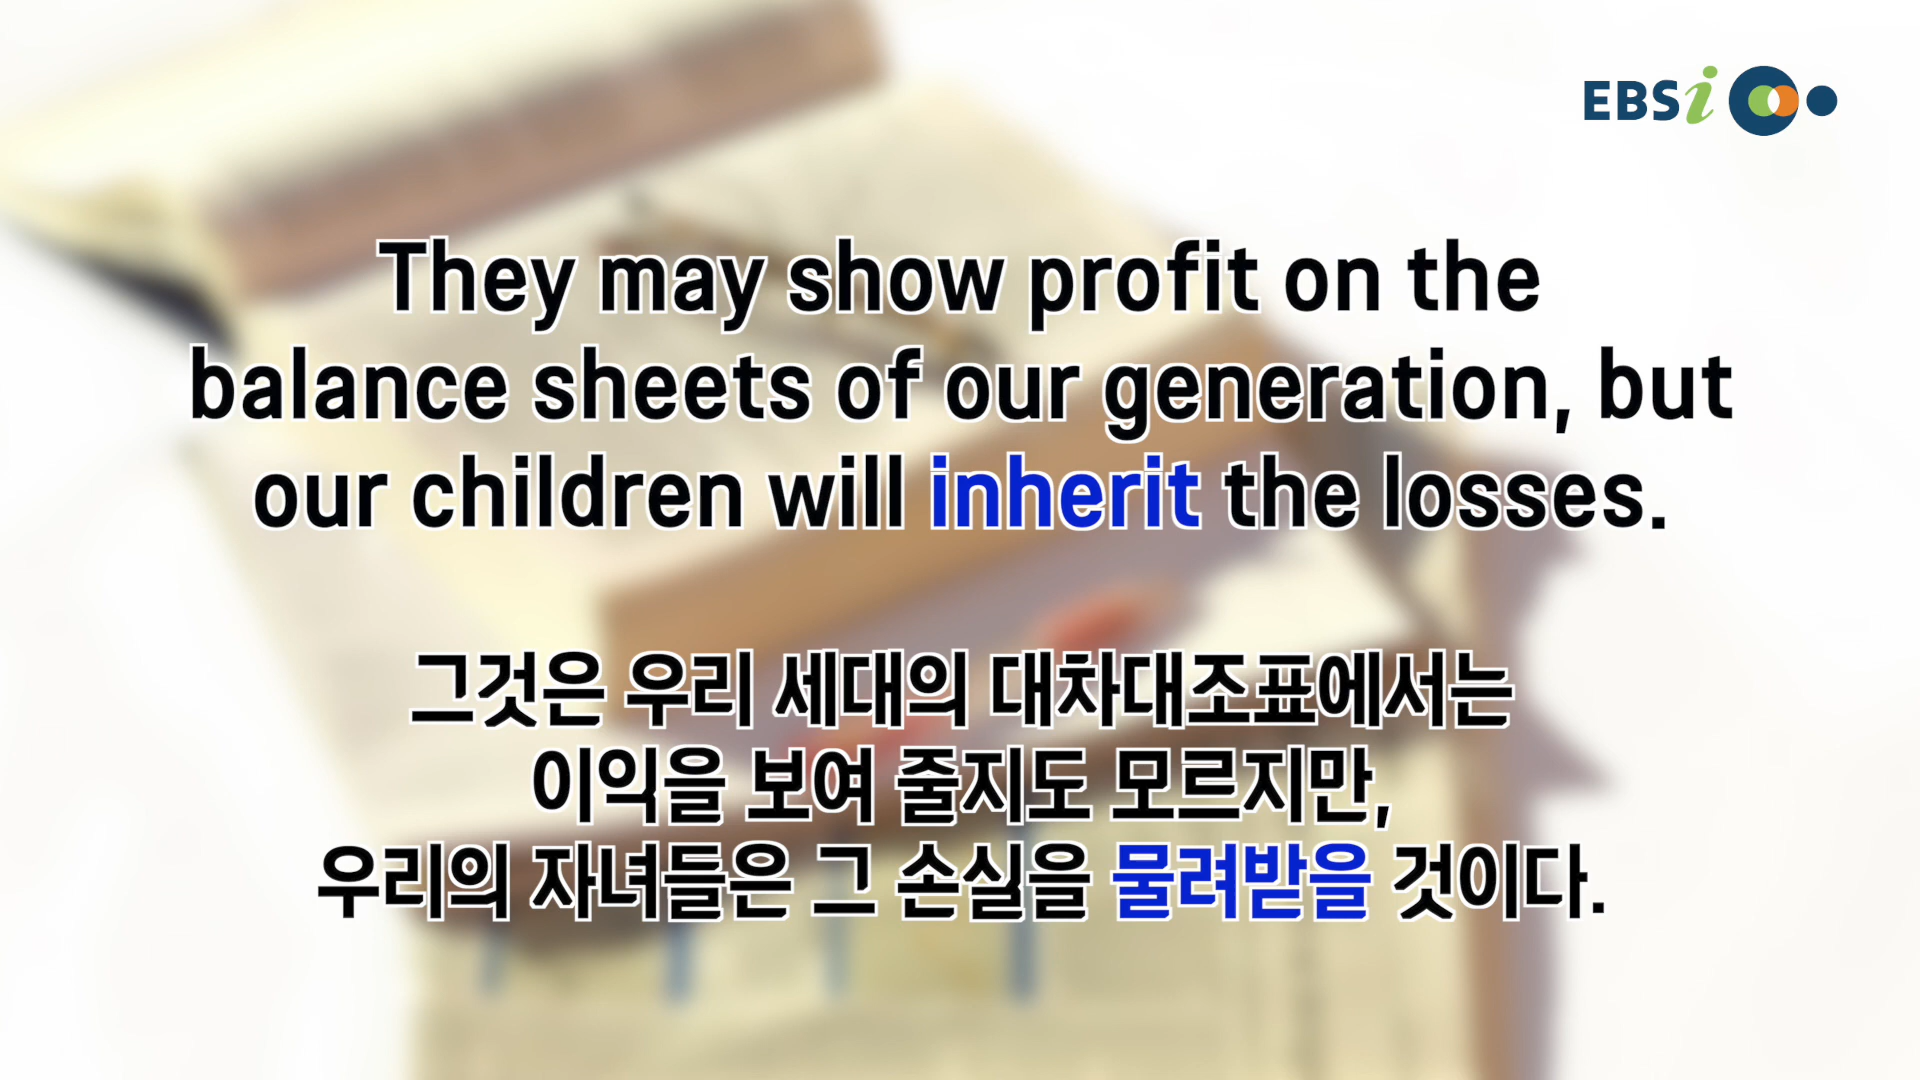 EBSi
They may show profit on the
balance sheets of our generation, but
our children will inherit the losses.
그것은 우리 세대의 대차대조표에서는
이익을 보여 줄지도 모르지만,
우리의 자녀들은 그 손실을 물려받을 것이다.